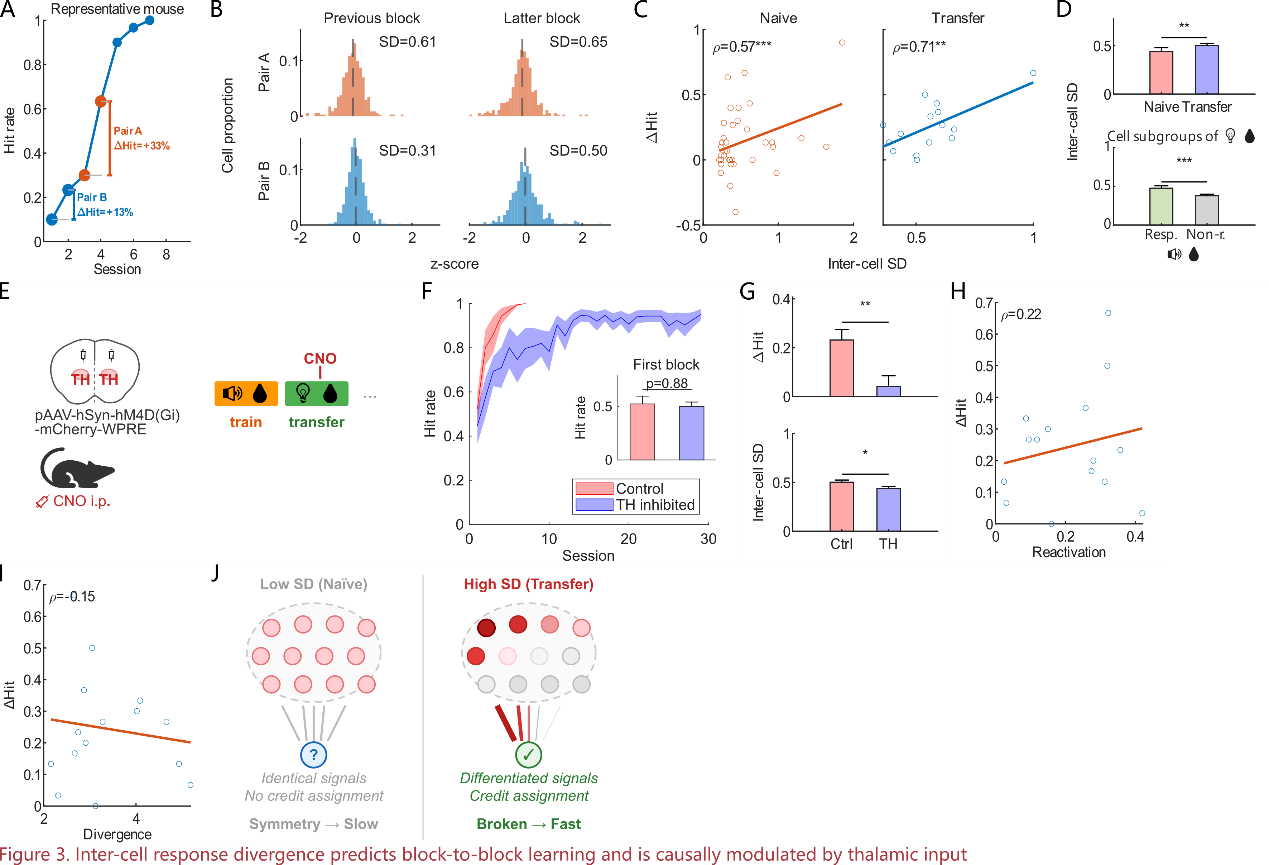 A
Representative mouse
1
0.8
0.6
0.4
0.2
0
Hit rate
Pair A
ΔHit=+33%
Pair B
ΔHit=+13%
2 4 6 8
Session
B
Previous block Latter block
Cell proportion
Pair A
0.1
0
SD=0.61
SD=0.65
Pair B
0.1
0
SD=0.31
SD=0.50
-2 0 2 -2 0 2
z-score
C
Naive Transfer
ΔHit
1
0.5
0
-0.5
ρ=0.57***
ρ=0.71**
0 1 2 0.5 1
Inter-cell SD
D
Inter-cell SD
0.5
0
**
Naive Transfer
Cell subgroups of
1
0.5
0
***
Resp. Non-r.
E
TH TH
pAAV-hSyn-hM4D(Gi)
-mCherry-WPRE
CNO i.p.
CNO
train transfer ...
F
Hit rate
1
0.8
0.6
0.4
0.2
0
First block
p=0.88
Hit rate
0.5
0
Control
TH inhibited
0 10 20 30
Session
G
ΔHit
0.4
0.2
0
**
Inter-cell SD
1
0.5
0
*
Ctrl TH
H
ΔHit
0.7
0.6
0.5
0.4
0.3
0.2
0.1
0
ρ=0.22
0 0.2 0.4
Reactivation
I
ΔHit
0.7
0.6
0.5
0.4
0.3
0.2
0.1
0
ρ=-0.15
2 4
Divergence
J
Low SD (Naïve)
?
Identical signals
No credit assignment
Symmetry → Slow
High SD (Transfer)
✓
Differentiated signals
Credit assignment
Broken → Fast
Figure 3. Inter-cell response divergence predicts block-to-block learning and is causally modulated by thalamic input